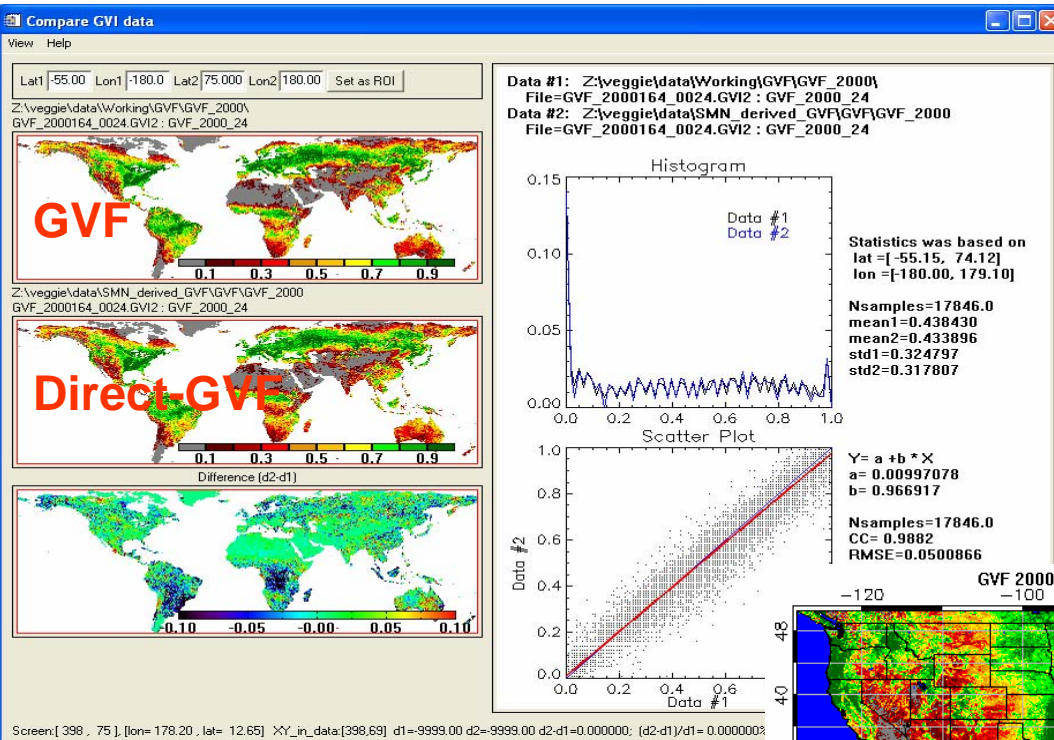 Compare GVI data
View Help
Lat1 -55.00 Lon1 -180.0 Lat2 75.000 Lon2 180.00 Set as ROI
Z:\veggie\data\Working\GVF\GVF_2000\
GVF_2000164_0024.GVI2 : GVF_2000_24
GVF
0.1 0.3 0.5 0.7 0.9
Z:\veggie\data\SMN_derived_GVF\GVF\GVF_2000
GVF_2000164_0024.GVI2 : GVF_2000_24
Direct-GVF
0.1 0.3 0.5 0.7 0.9
Difference (d2-d1)
-0.10 -0.05 -0.00 0.05 0.10
Data #1: Z:\veggie\data\Working\GVF\GVF_2000\
File=GVF_2000164_0024.GVI2 : GVF_2000_24
Data #2: Z:\veggie\data\SMN_derived_GVF\GVF\GVF_2000
File=GVF_2000164_0024.GVI2 : GVF_2000_24
Histogram
0.15
0.10
0.05
0.00
Data #1
Data #2
0.0 0.2 0.4 0.6 0.8 1.0
Statistics was based on
lat =[ -55.15, 74.12]
lon =[-180.00, 179.10]
Nsamples=17846.0
mean1=0.438430
mean2=0.433896
std1=0.324797
std2=0.317807
Scatter Plot
1.0
0.8
0.6
0.4
0.2
0.0
Data #2
0.0 0.2 0.4 0.6
Data #1
Y= a +b * X
a= 0.00997078
b= 0.966917
Nsamples=17846.0
CC= 0.9882
RMSE=0.0500866
GVF 2000
-120 -100
48
40
Screen:[ 398 , 75 ], [lon= 178.20 , lat= 12.65] XY_in_data:[398,69] d1=-9999.00 d2=-9999.00 d2-d1=0.000000; (d2-d1)/d1= 0.000000%